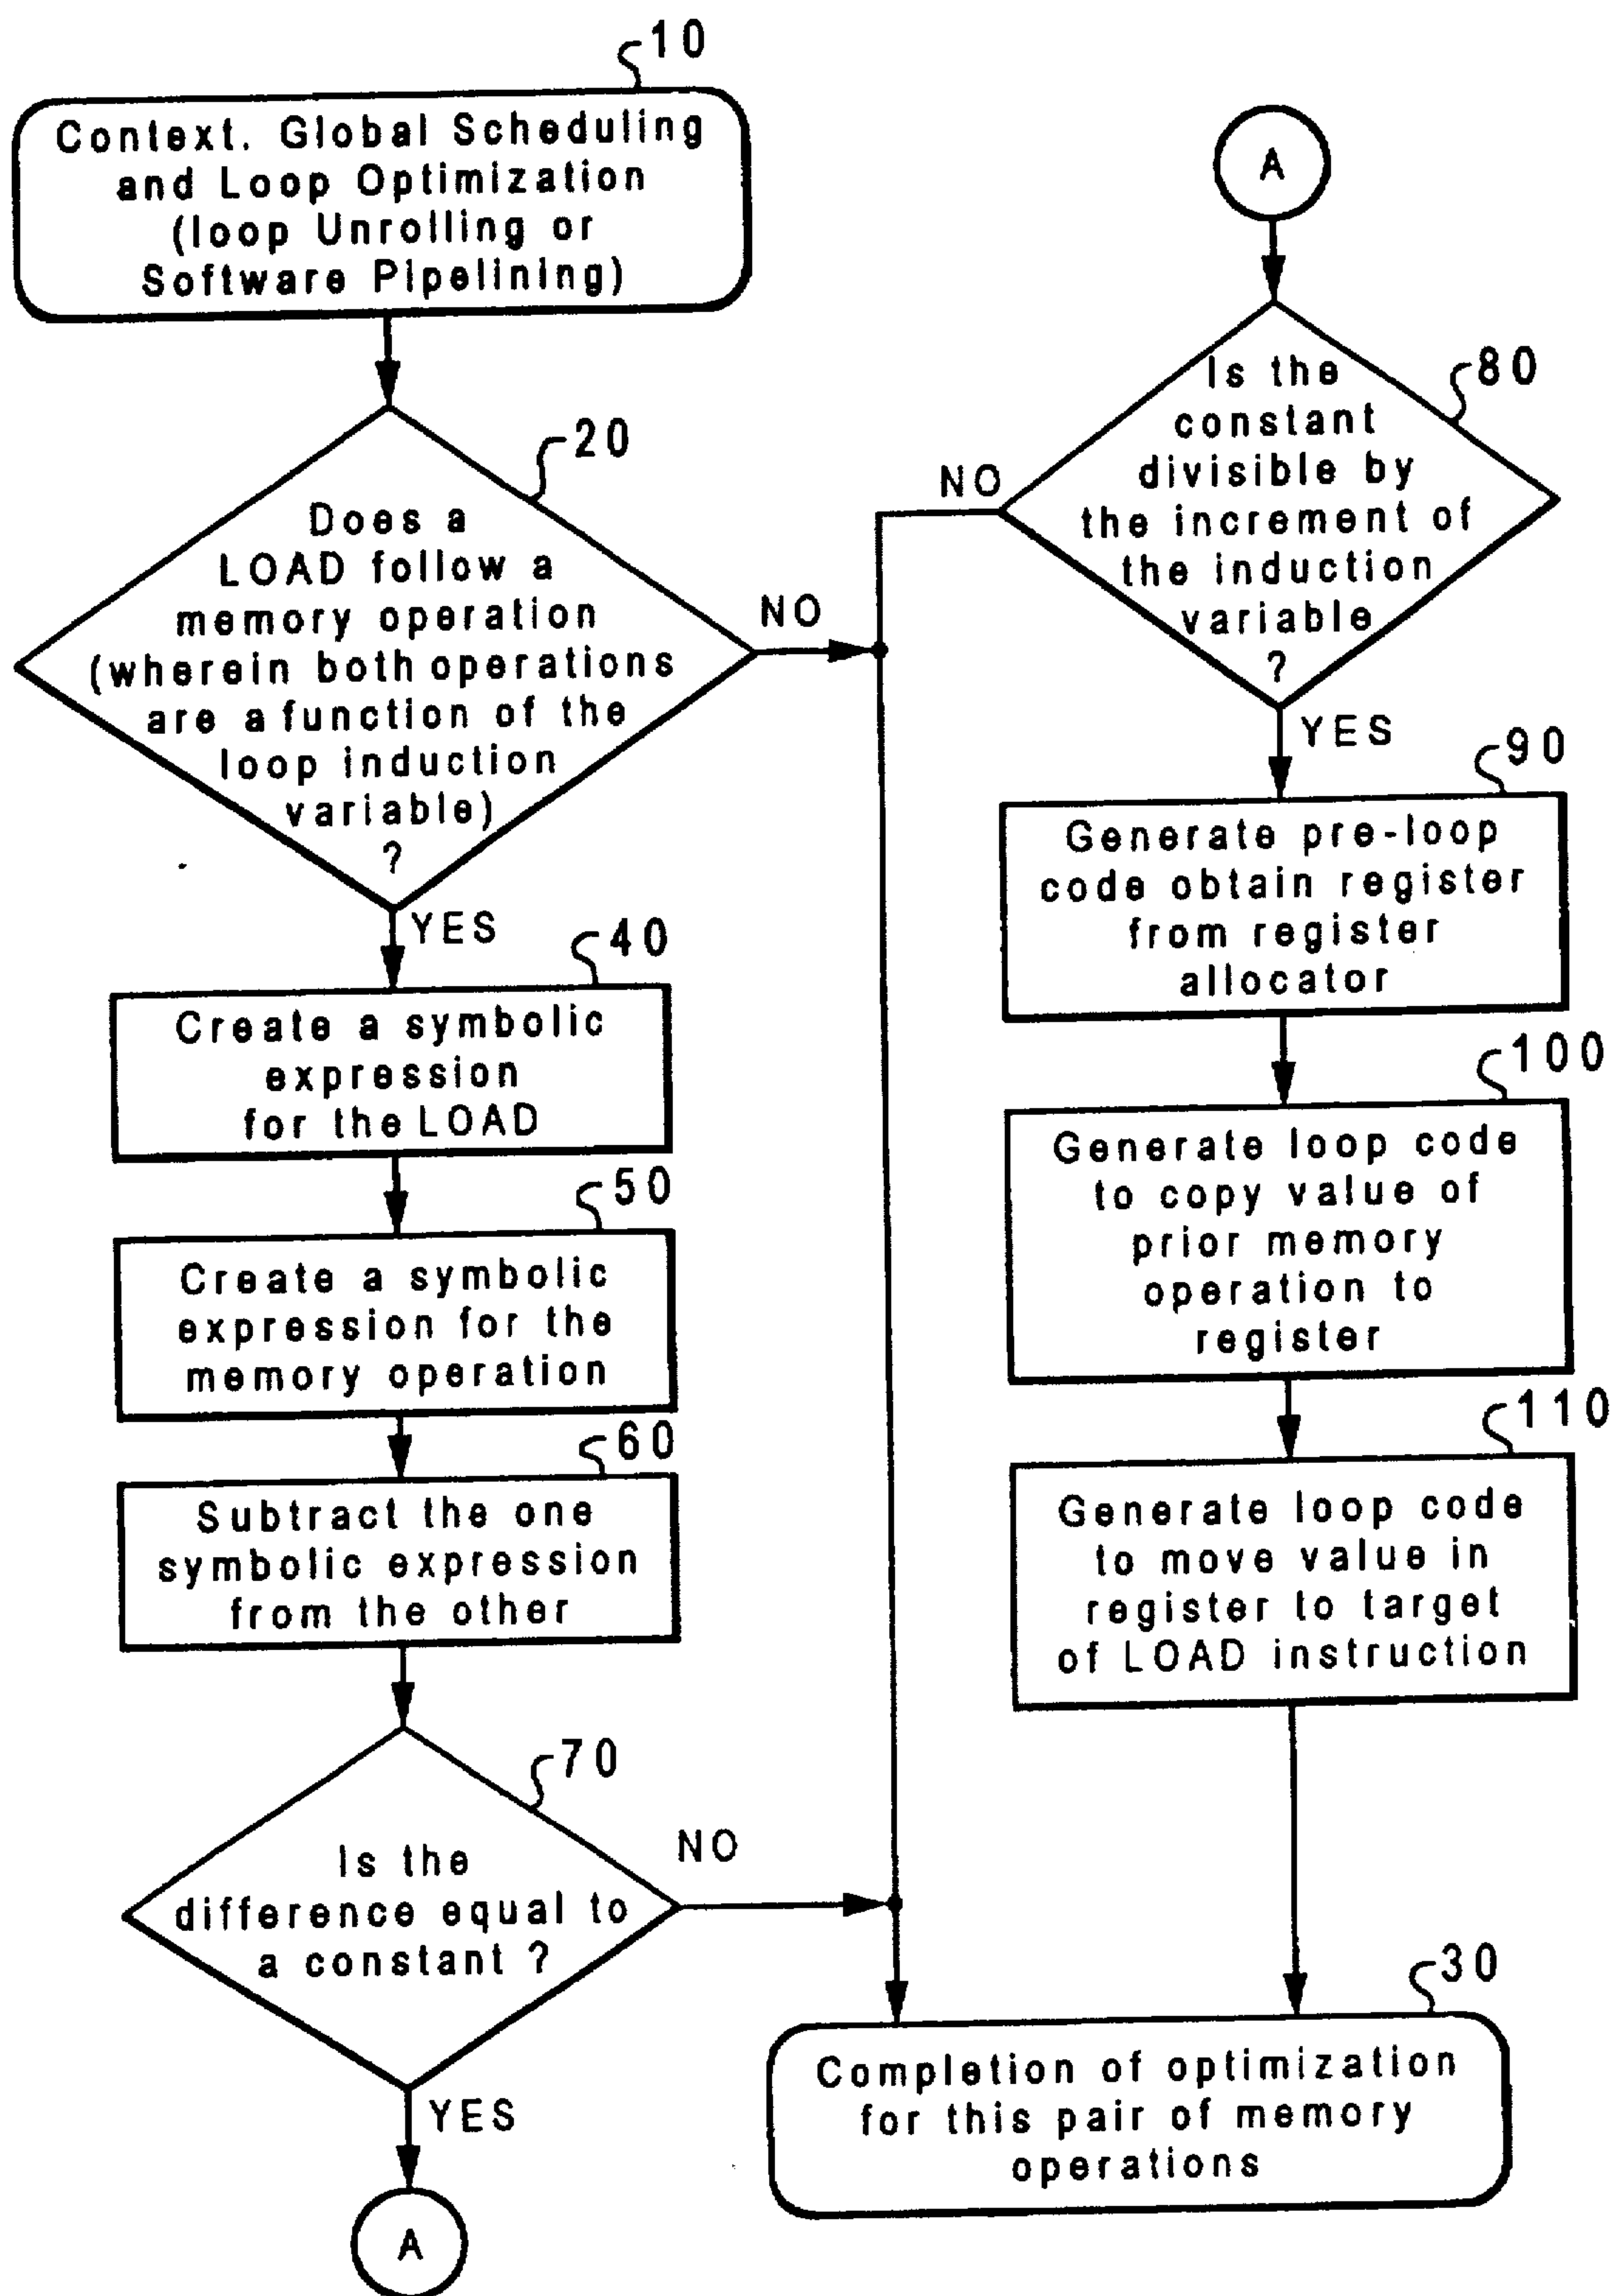 10
Context. Global Scheduling
and Loop Optimization
(loop Unrolling or
Software Pipelining)
20
Does a
LOAD follow a
memory operation
(wherein both operations
are a function of the
loop induction
variable)
?
NO
YES
40
Create a symbolic
expression
for the LOAD
50
Create a symbolic
expression for the
memory operation
60
Subtract the one
symbolic expression
from the other
70
Is the
difference equal to
a constant ?
NO
YES
A
A
80
Is the
constant
divisible by
the increment of
the induction
variable
?
NO
YES
90
Generate pre-loop
code obtain register
from register
allocator
100
Generate loop code
to copy value of
prior memory
operation to
register
110
Generate loop code
to move value in
register to target
of LOAD instruction
30
Completion of optimization
for this pair of memory
operations